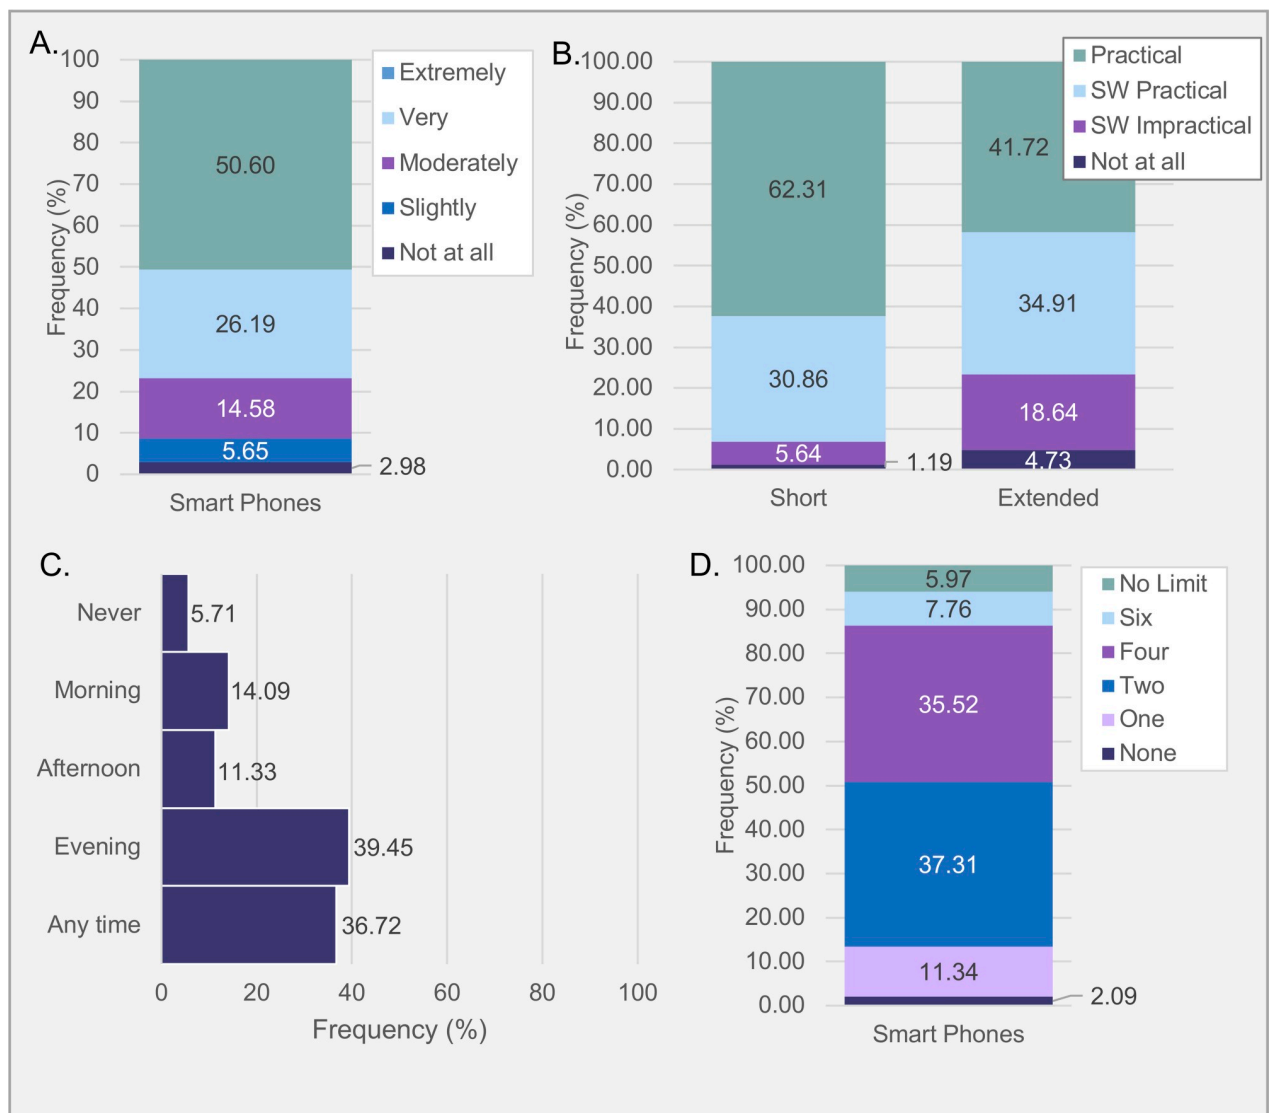 A.
100
90
80
70
60
50
40
30
20
10
0
Frequency (%)
50.60
26.19
14.58
5.65
2.98
Smart Phones
Extremely
Very
Moderately
Slightly
Not at all
B.
100.00
90.00
80.00
70.00
60.00
50.00
40.00
30.00
20.00
10.00
0.00
Frequency (%)
62.31
30.86
5.64
1.19
41.72
34.91
18.64
4.73
Short
Extended
Practical
SW Practical
SW Impractical
Not at all
C.
Never
5.71
Morning
14.09
Afternoon
11.33
Evening
39.45
Any time
36.72
0 20 40 60 80 100
Frequency (%)
D.
100.00
90.00
80.00
70.00
60.00
50.00
40.00
30.00
20.00
10.00
0.00
Frequency (%)
5.97
7.76
35.52
37.31
11.34
2.09
Smart Phones
No Limit
Six
Four
Two
One
None